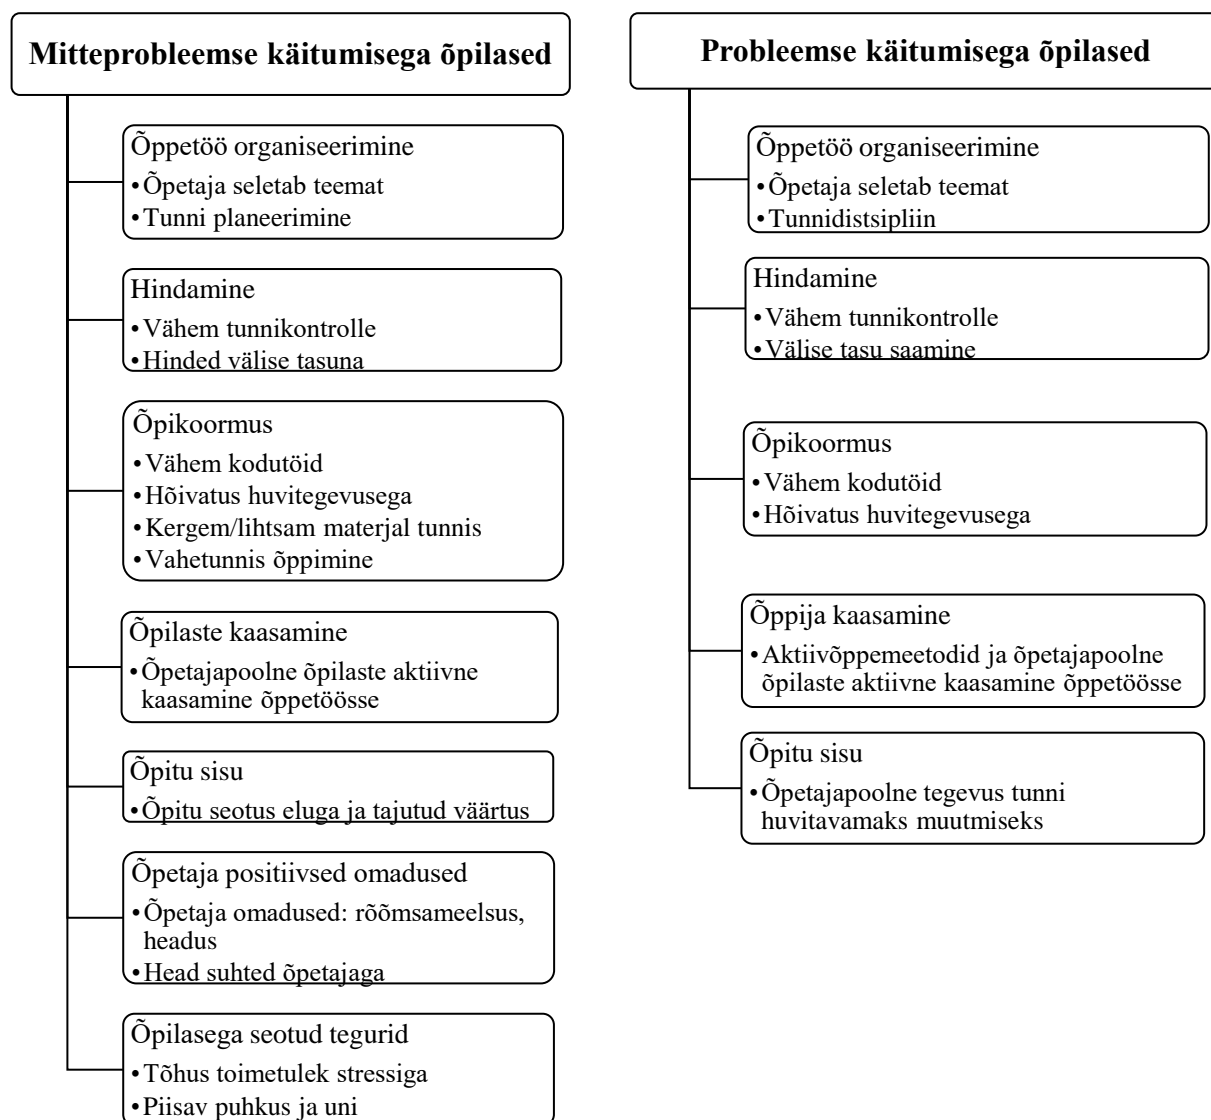 Mitteprobleemse käitumisega õpilased
Õppetöö organiseerimine
•Õpetaja seletab teemat
•Tunni planeerimine
Hindamine
•Vähem tunnikontrolle
•Hinded välise tasuna
Õpikoormus
•Vähem kodutöid
•Hõivatus huvitegevusega
•Kergem/lihtsam materjal tunnis
•Vahetunnis õppimine
Õpilaste kaasamine
•Õpetajapoolne õpilaste aktiivne
kaasamine õppetöösse
Õpitu sisu
•Õpitu seotus eluga ja tajutud väärtus
Õpetaja positiivsed omadused
•Õpetaja omadused: rõõmsameelsus,
headus
•Head suhted õpetajaga
Õpilasega seotud tegurid
•Tõhus toimetulek stressiga
•Piisav puhkus ja uni
Probleemse käitumisega õpilased
Õppetöö organiseerimine
•Õpetaja seletab teemat
•Tunnidistsipliin
Hindamine
•Vähem tunnikontrolle
•Välise tasu saamine
Õpikoormus
•Vähem kodutöid
•Hõivatus huvitegevusega
Õppija kaasamine
•Aktiivõppemeetodid ja õpetajapoolne
õpilaste aktiivne kaasamine õppetöösse
Õpitu sisu
•Õpetajapoolne tegevus tunni
huvitavamaks muutmiseks